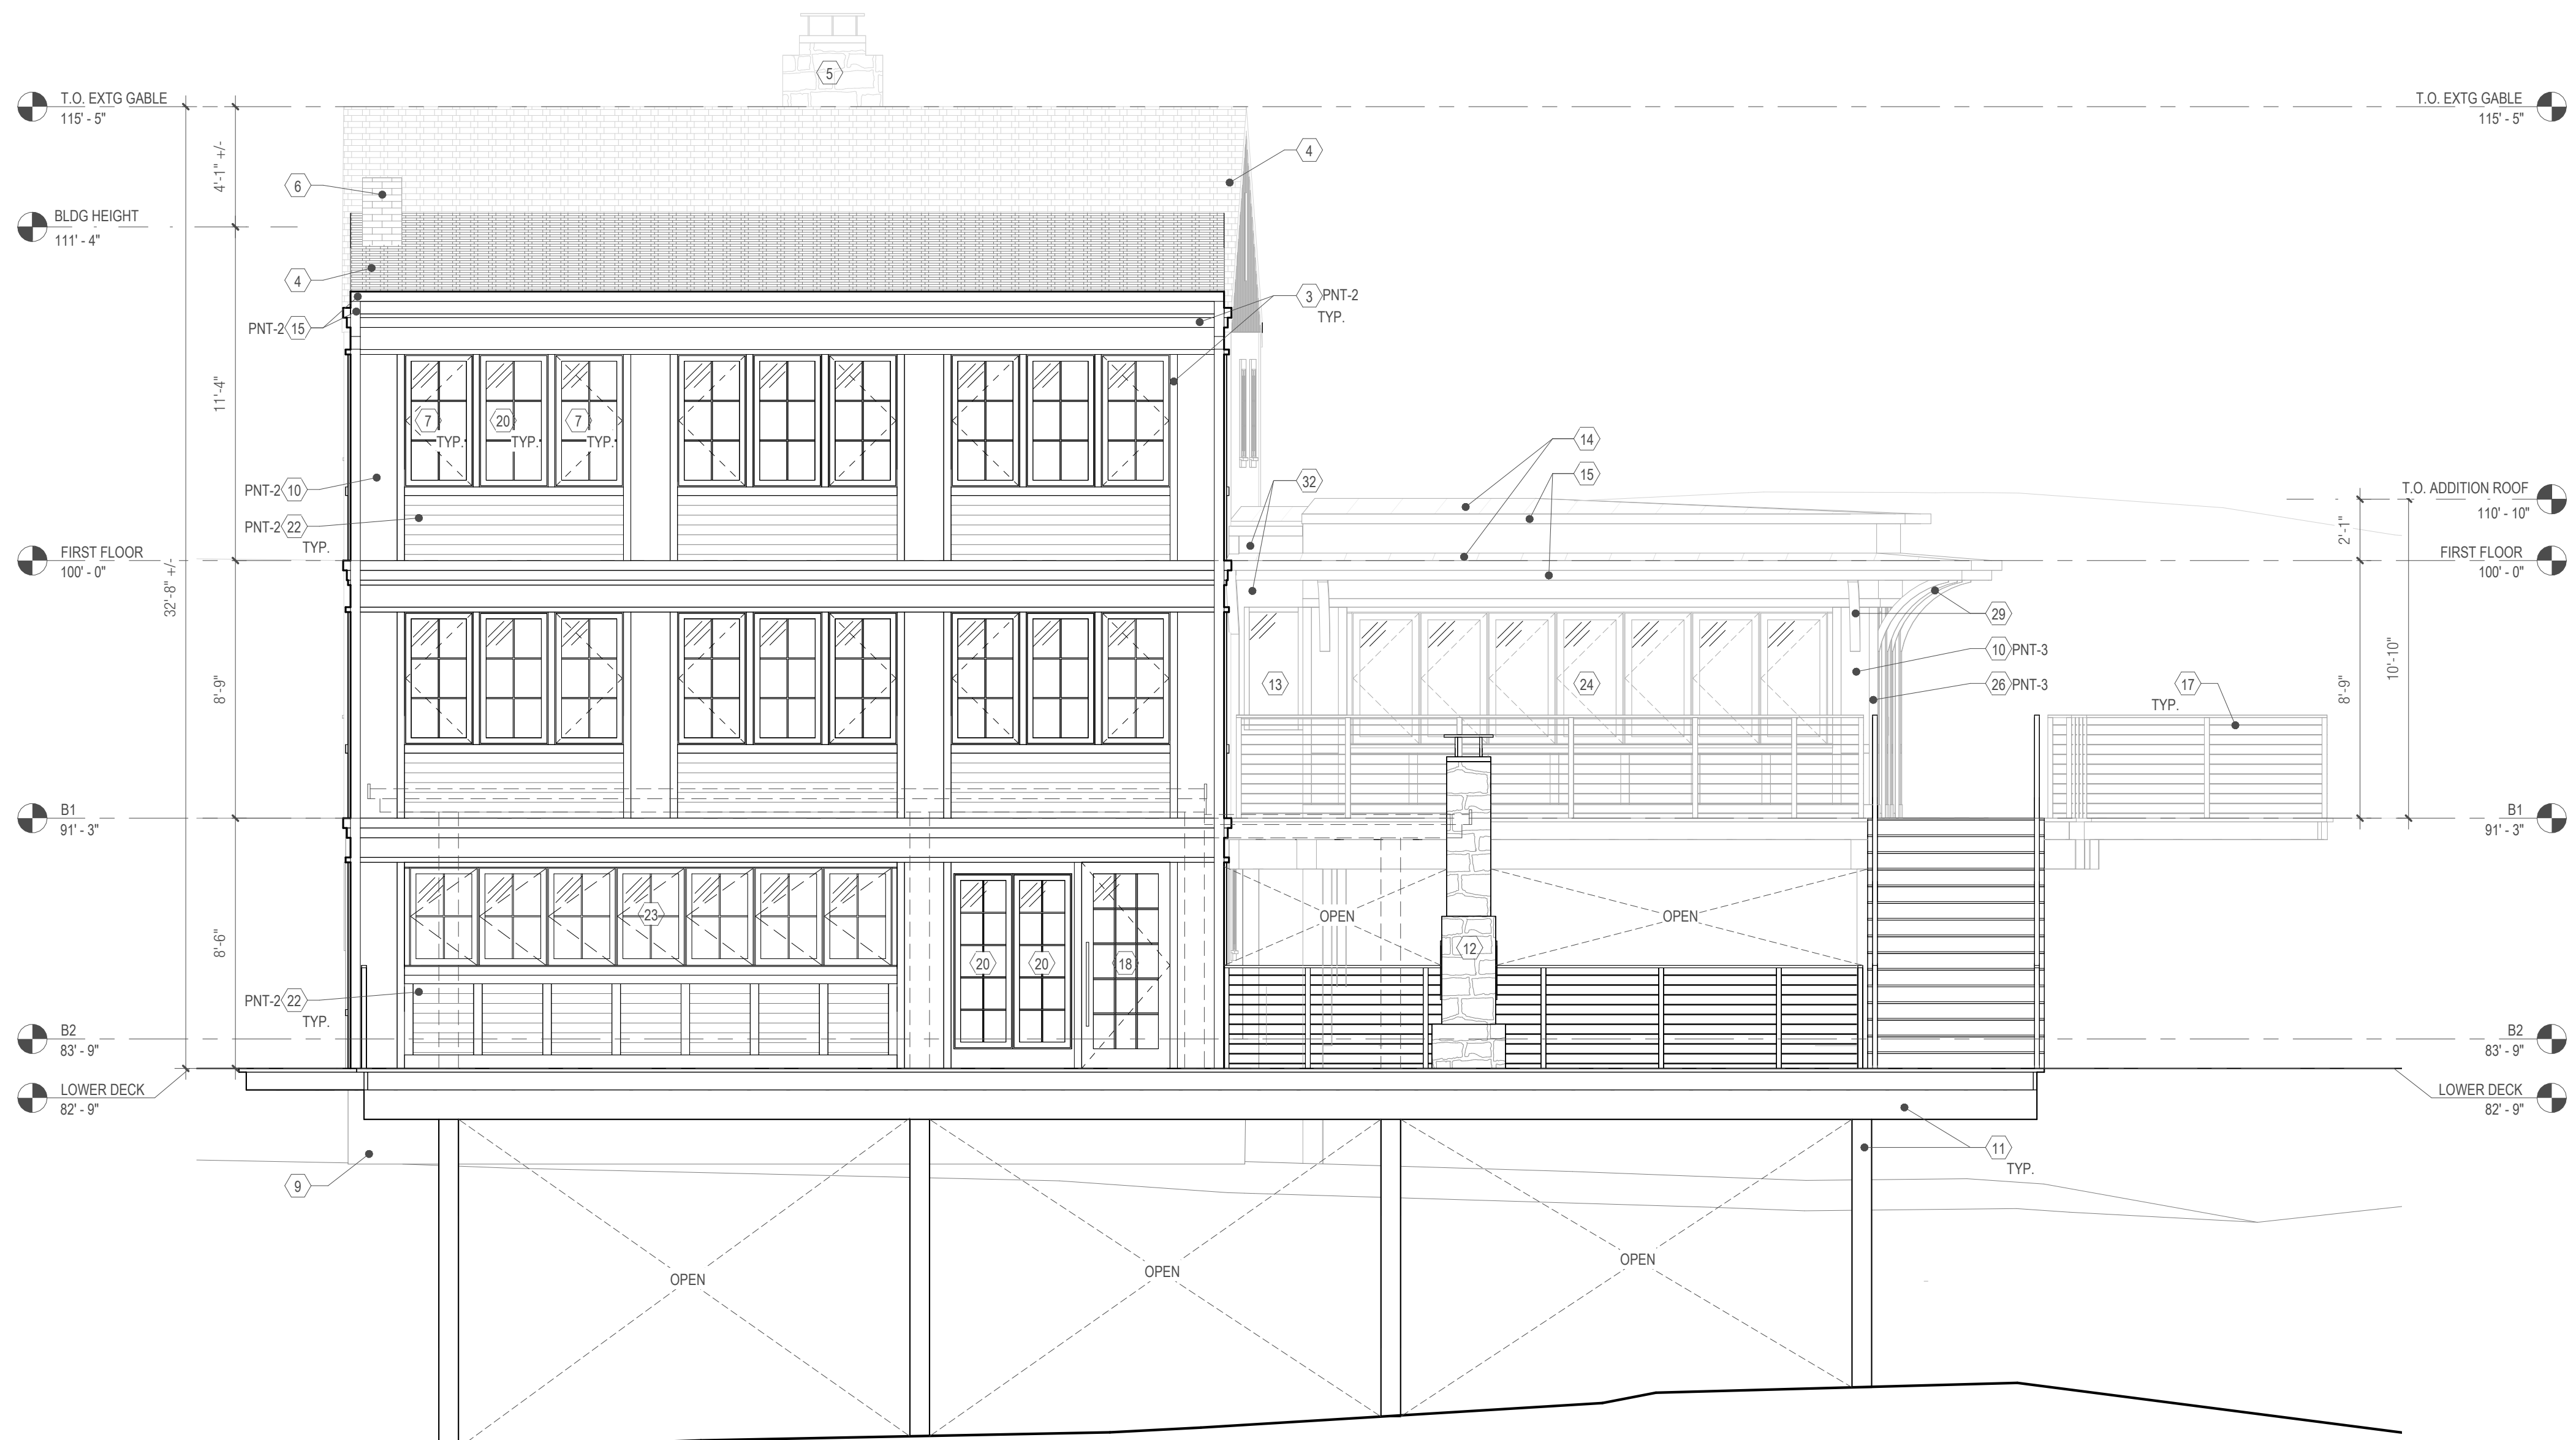 5
T.O. EXTG GABLE
115' - 5"
T.O. EXTG GABLE
115' - 5"
4'-1" +/-
4
6
BLDG HEIGHT
111' - 4"
4
3 PNT-2
TYP.
PNT-2 15
11'-4"
7
TYP.
20
TYP.
7
TYP.
14
15
32
PNT-2 10
T.O. ADDITION ROOF
110' - 10"
PNT-2 22
TYP.
2'-1"
FIRST FLOOR
100' - 0"
FIRST FLOOR
100' - 0"
32'-8" +/-
29
10 PNT-3
10'-10"
8'-9"
13
24
26 PNT-3
17
TYP.
8'-9"
B1
91' - 3"
B1
91' - 3"
23
OPEN
OPEN
8'-6"
12
20
20
18
PNT-2 22
TYP.
B2
83' - 9"
B2
83' - 9"
LOWER DECK
82' - 9"
LOWER DECK
82' - 9"
11
TYP.
9
OPEN
OPEN
OPEN